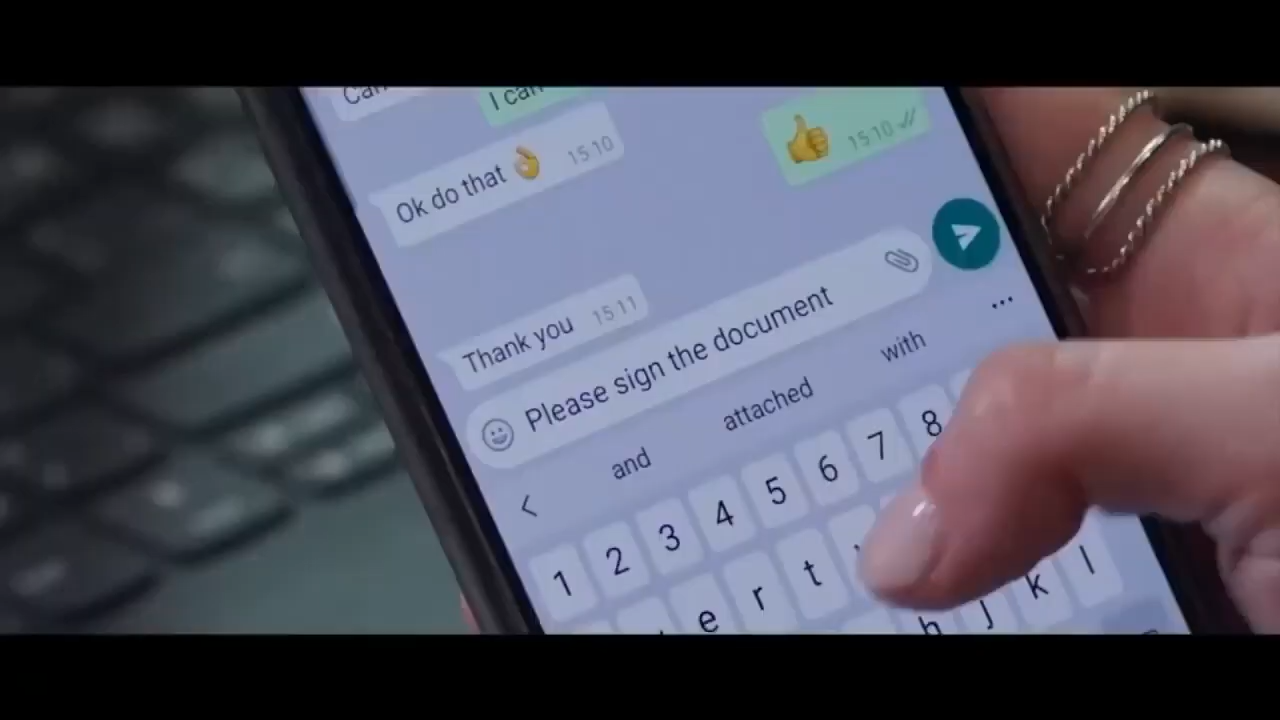 I can
Ok do that 👌 15:10
👍 15:10
Thank you 15:11
Please sign the document
and attached with
1 2 3 4 5 6 7 8
e r t
h j k l